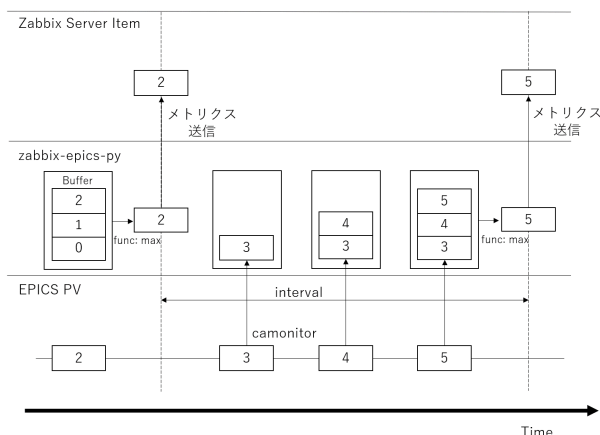 Zabbix Server Item
2
5
メトリクス
送信
メトリクス
送信
zabbix-epics-py
Buffer
2
1
0
func: max
2
3
4
3
5
4
3
func: max
5
EPICS PV
interval
camonitor
2
3
4
5
Time